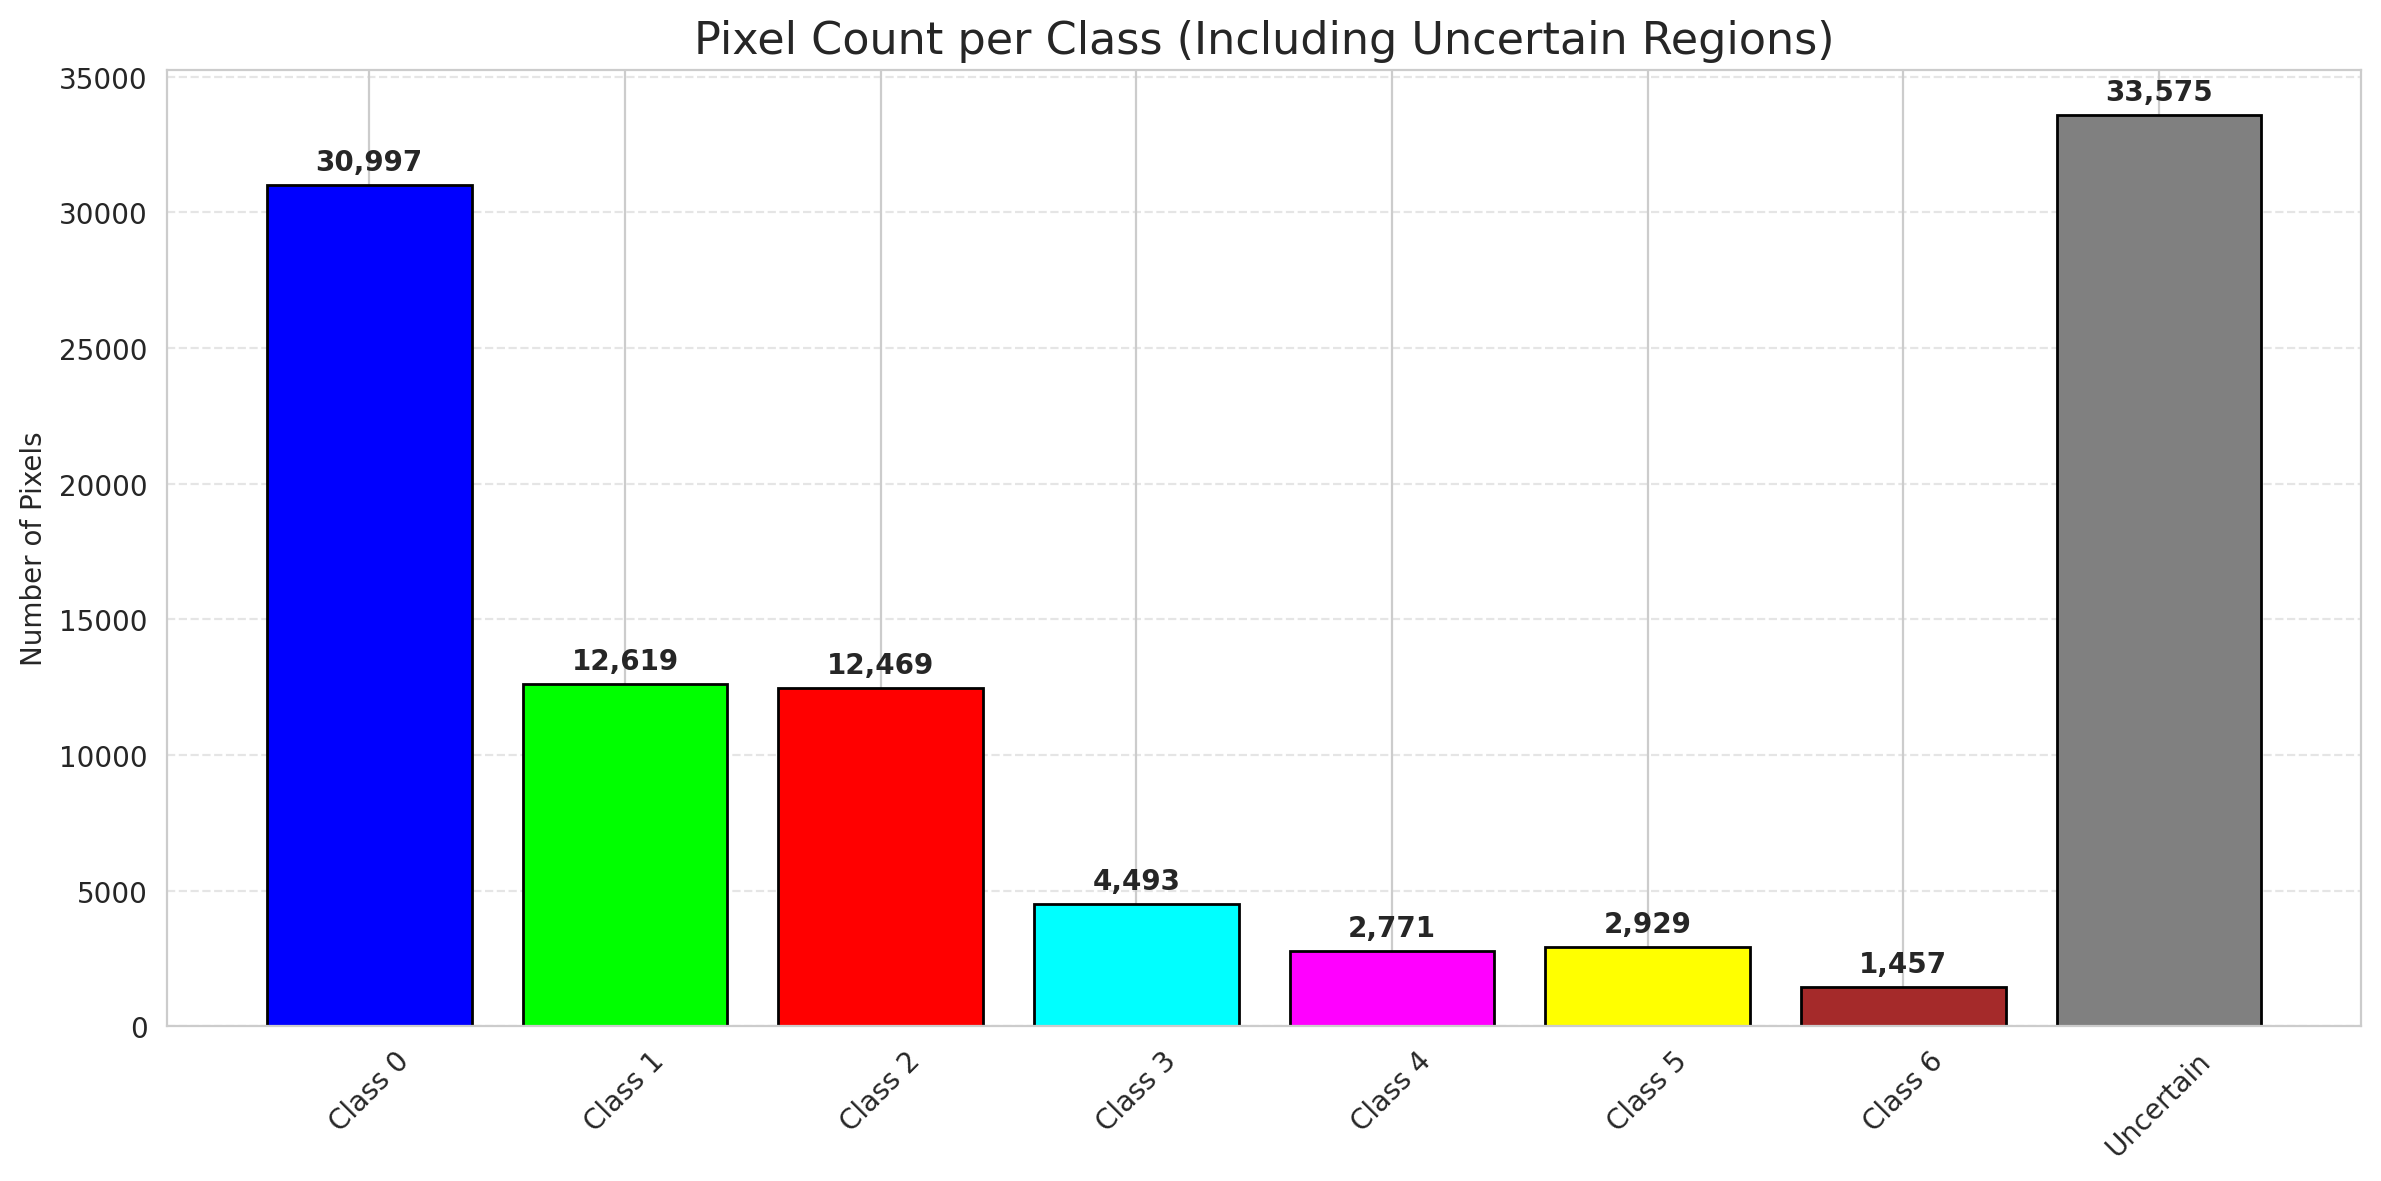 Pixel Count per Class (Including Uncertain Regions)
Number of Pixels
35000
30000
25000
20000
15000
10000
5000
0
30,997
12,619
12,469
4,493
2,771
2,929
1,457
33,575
Class 0
Class 1
Class 2
Class 3
Class 4
Class 5
Class 6
Uncertain